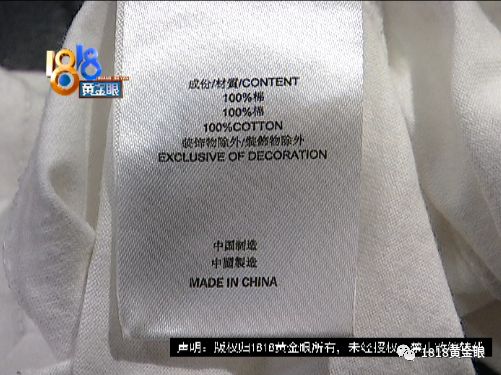 1818
黄金眼
成份/材質/CONTENT
100%棉
100%棉
100%COTTON
装饰物除外/裝飾物除外
EXCLUSIVE OF DECORATION
中国制造
中國製造
MADE IN CHINA
声明：版权归1818黄金眼所有，未经授权
1818黄金眼